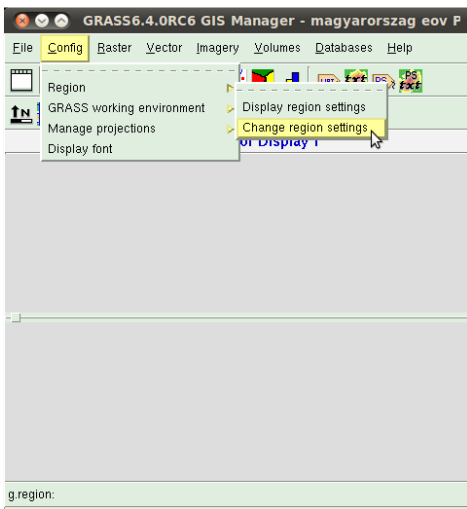 GRASS6.4.0RC6 GIS Manager - magyarorszag eov P
File Config Raster Vector Imagery Volumes Databases Help
Region
GRASS working environment
Manage projections
Display font
Display region settings
Change region settings
Display 1
g.region: